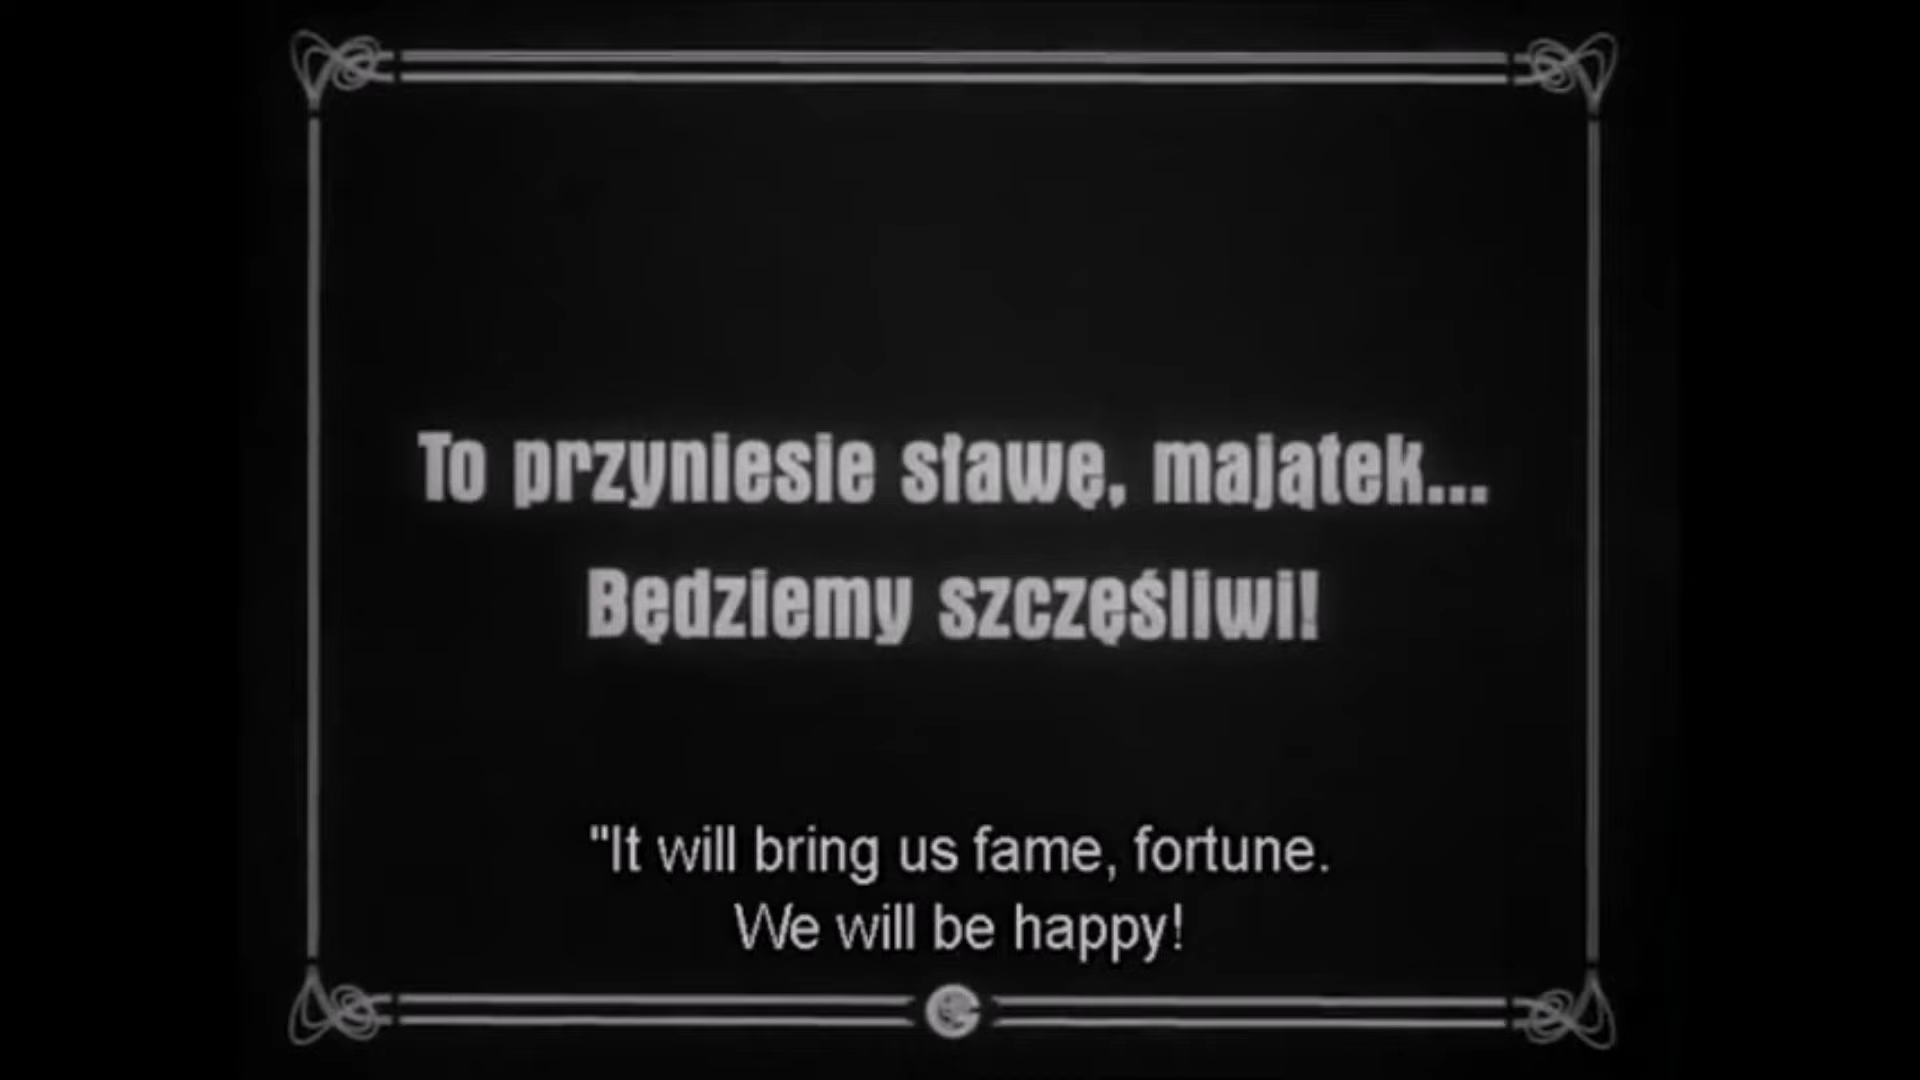 To przyniesie sławę, majątek...
Będziemy szczęśliwi!
"It will bring us fame, fortune.
We will be happy!